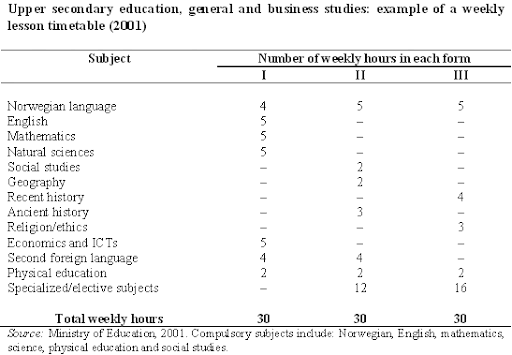 Upper secondary education, general and business studies: example of a weekly
lesson timetable (2001)
Subject Number of weekly hours in each form
I II III
Norwegian language 4 5 5
English 5 – –
Mathematics 5 – –
Natural sciences 5 – –
Social studies – 2 –
Geography – 2 –
Recent history – – 4
Ancient history – 3 –
Religion/ethics – – 3
Economics and ICTs 5 – –
Second foreign language 4 4 –
Physical education 2 2 2
Specialized/elective subjects – 12 16
Total weekly hours 30 30 30
Source: Ministry of Education, 2001. Compulsory subjects include: Norwegian, English, mathematics,
science, physical education and social studies.